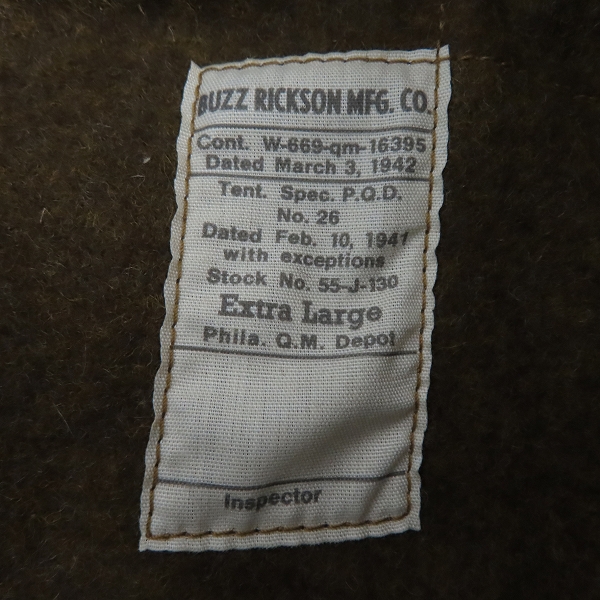 BUZZ RICKSON MFG. CO.
Cont. W-669-qm-16395
Dated March 3, 1942
Tent. Spec. P.Q.D.
No. 26
Dated Feb. 10, 1941
with exceptions
Stock No. 55-J-130
Extra Large
Phila. Q.M. Depot
Inspector